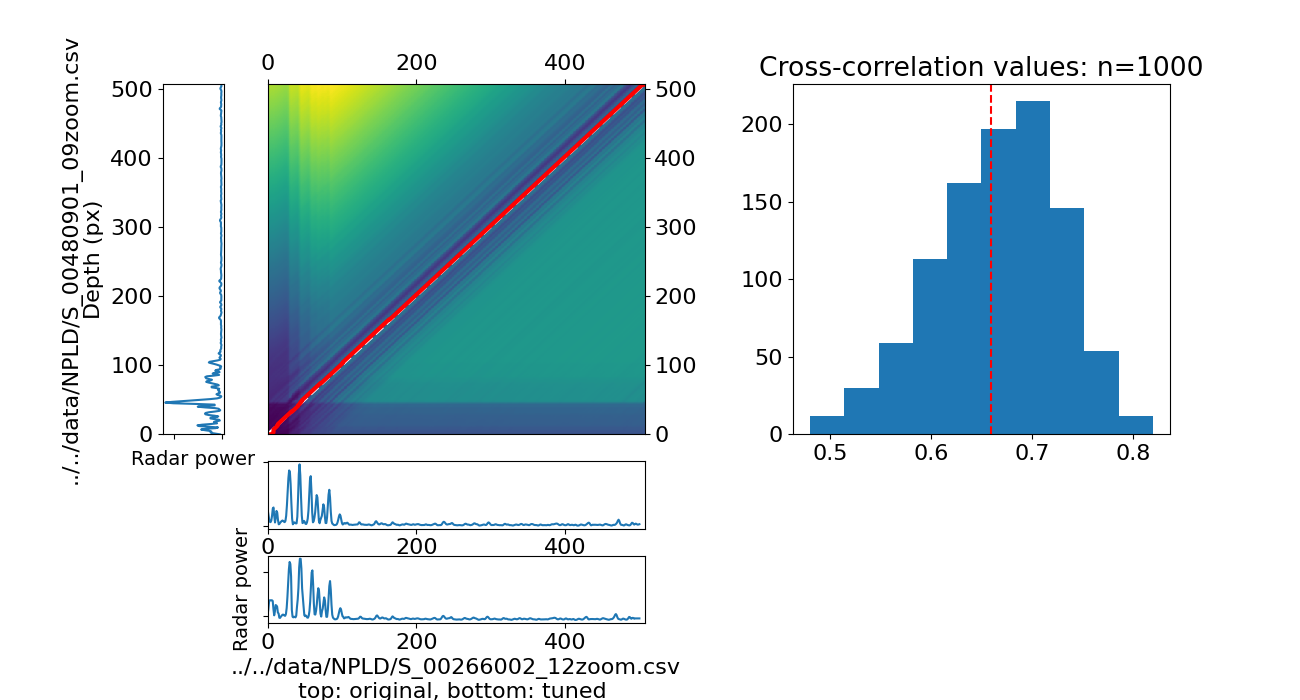 0 200 400
Cross-correlation values: n=1000
../../data/NPLD/S_00480901_09zoom.csv
Depth (px)
500
400
300
200
100
0
Radar power
500
400
300
200
100
0
200
150
100
50
0
0.5 0.6 0.7 0.8
0 200 400
Radar power
0 200 400
../../data/NPLD/S_00266002_12zoom.csv
top: original, bottom: tuned